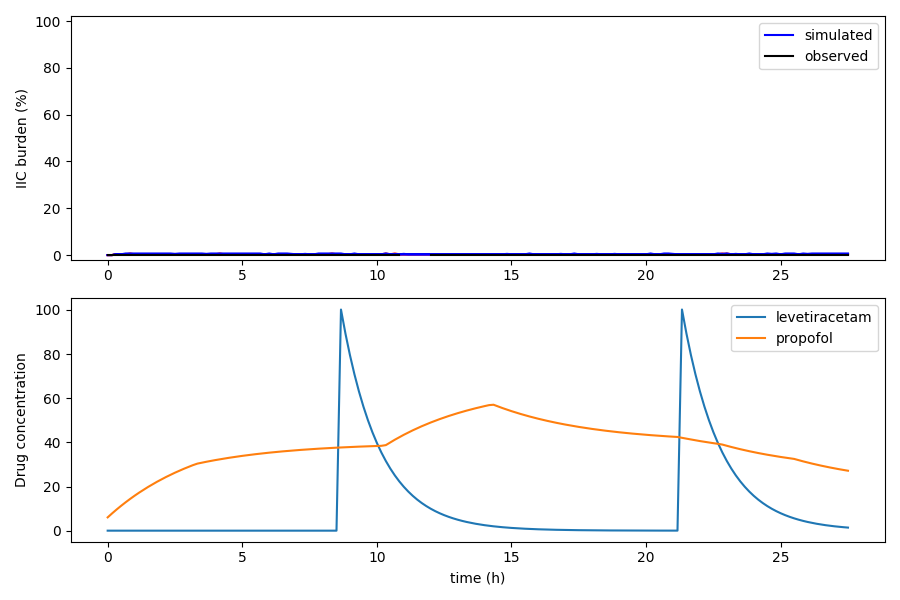 IIC burden (%)
100
80
60
40
20
0
simulated
observed
0 5 10 15 20 25
Drug concentration
100
80
60
40
20
0
levetiracetam
propofol
0 5 10 15 20 25
time (h)